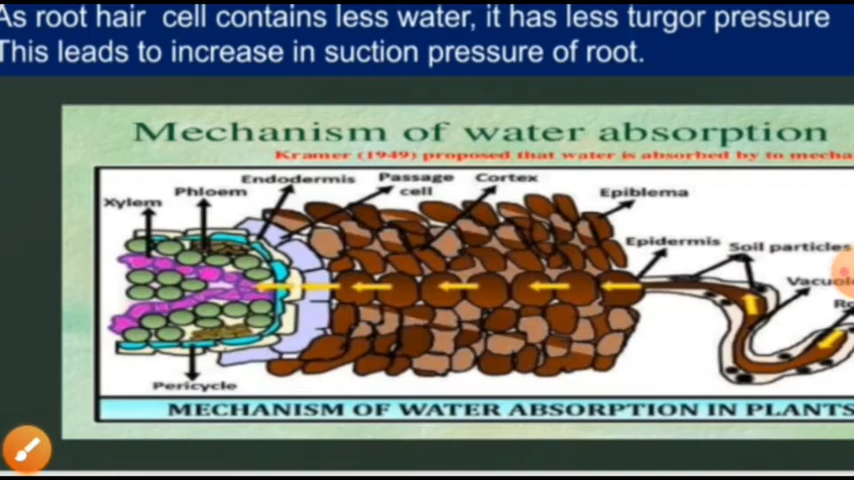 As root hair cell contains less water, it has less turgor pressure
This leads to increase in suction pressure of root.
Mechanism of water absorption
Kramer (1949) proposed that water is absorbed by to
Endodermis
Passage cell
Cortex
Phloem
Xylem
Epiblema
Epidermis
Soil particles
Pericycle
MECHANISM OF WATER ABSORPTION IN PLANTS